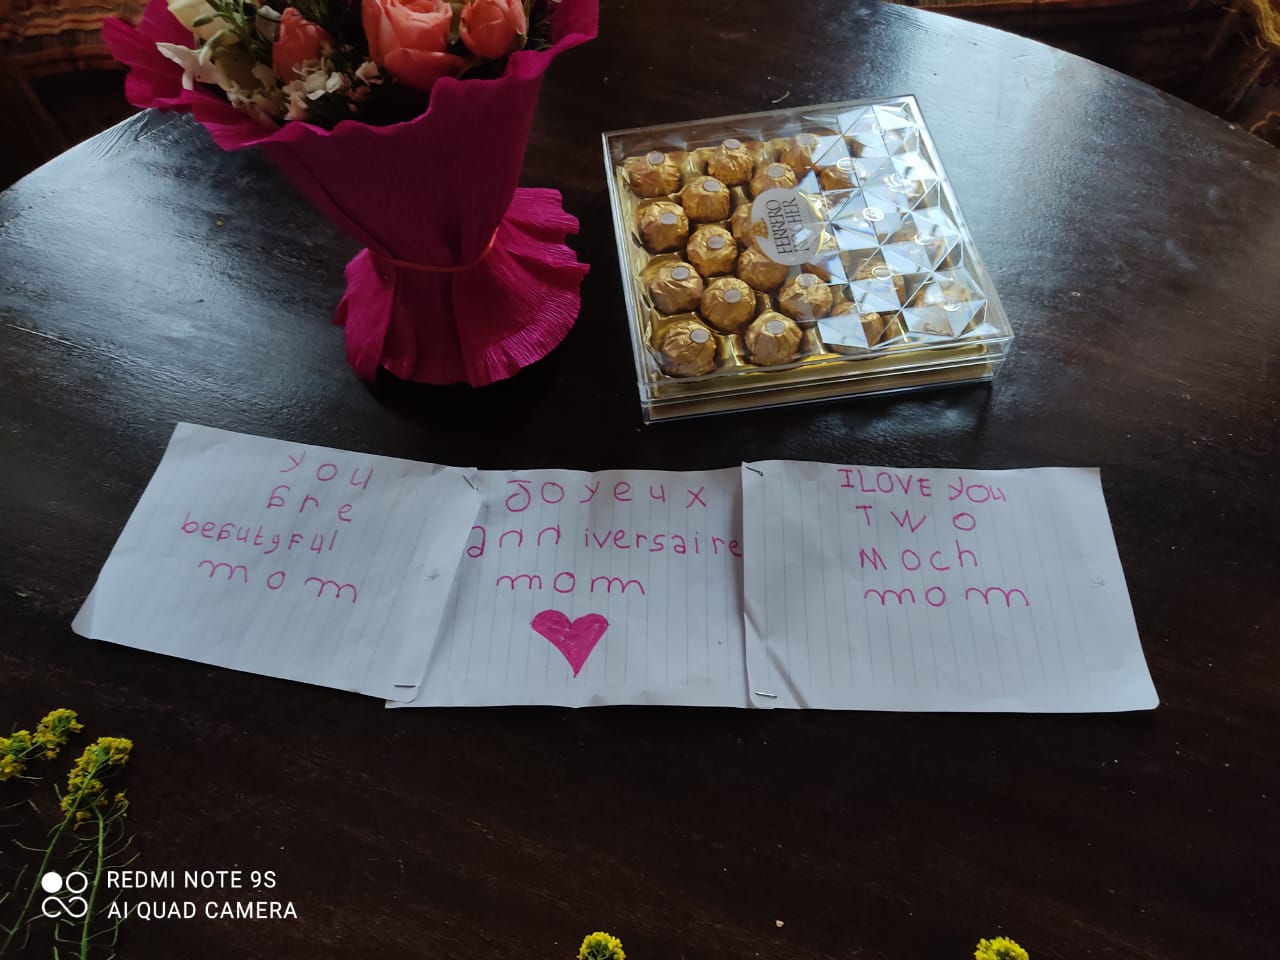 FERRERO
ROCHER
you
are
beautyful
mom
Joyeux
anniversaire
mom
I LOVE you
TWO
Moch
mom
REDMI NOTE 9S
AI QUAD CAMERA